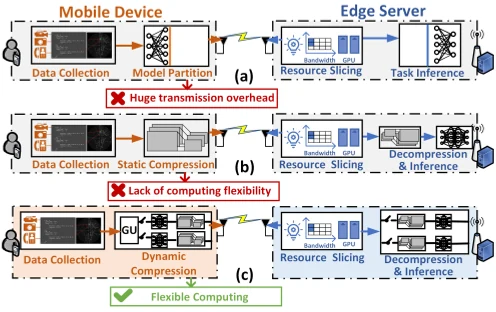 Mobile Device
Edge Server
Data Collection
Model Partition
(a)
Bandwidth GPU
Resource Slicing
Task Inference
Huge transmission overhead
Data Collection
Static Compression
(b)
Bandwidth GPU
Resource Slicing
Decompression
& Inference
Lack of computing flexibility
GU
Data Collection
Dynamic
Compression
(c)
Bandwidth GPU
Resource Slicing
Decompression
& Inference
Flexible Computing